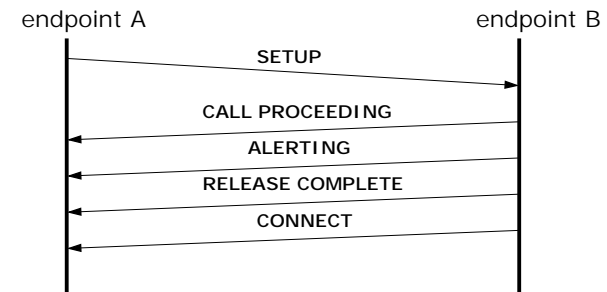 endpoint A
endpoint B
SETUP
CALL PROCEEDING
ALERTING
RELEASE COMPLETE
CONNECT